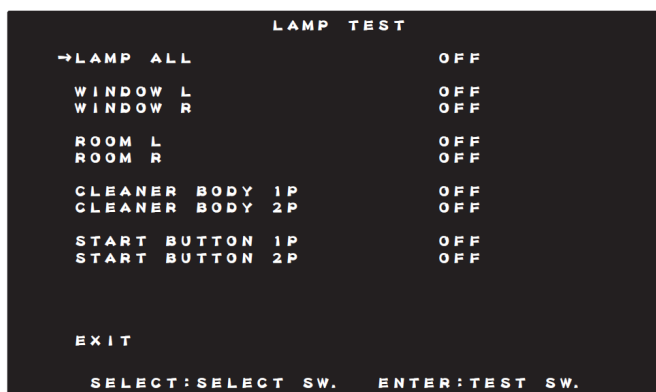 LAMP TEST
→LAMP ALL OFF
WINDOW L OFF
WINDOW R OFF
ROOM L OFF
ROOM R OFF
CLEANER BODY 1P OFF
CLEANER BODY 2P OFF
START BUTTON 1P OFF
START BUTTON 2P OFF
EXIT
SELECT:SELECT SW. ENTER:TEST SW.